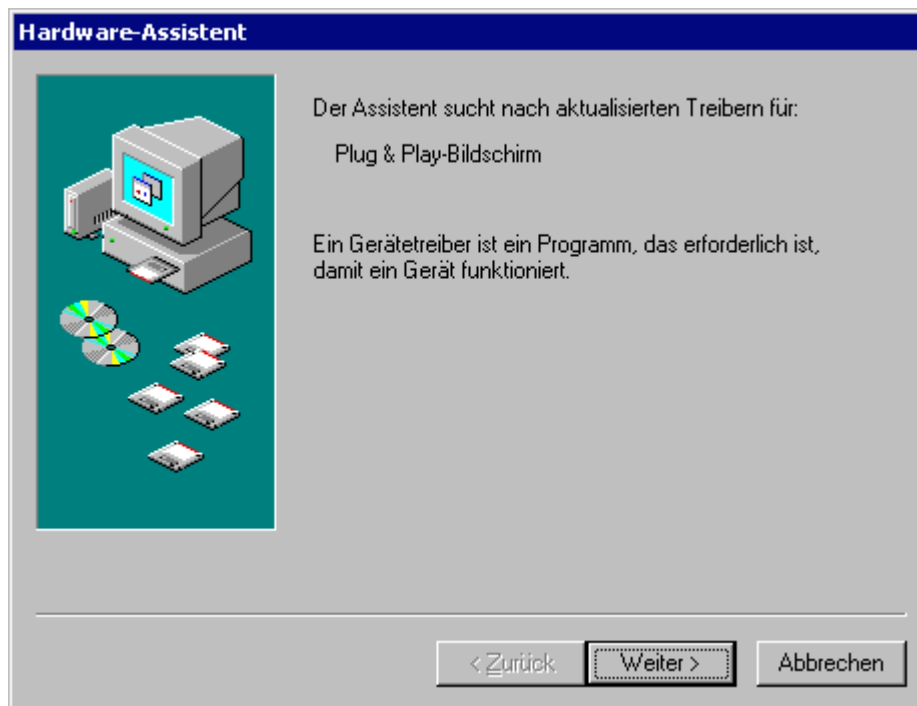 Hardware-Assistent
Der Assistent sucht nach aktualisierten Treibern für:
Plug & Play-Bildschirm
Ein Gerätetreiber ist ein Programm, das erforderlich ist,
damit ein Gerät funktioniert.
< Zurück
Weiter >
Abbrechen